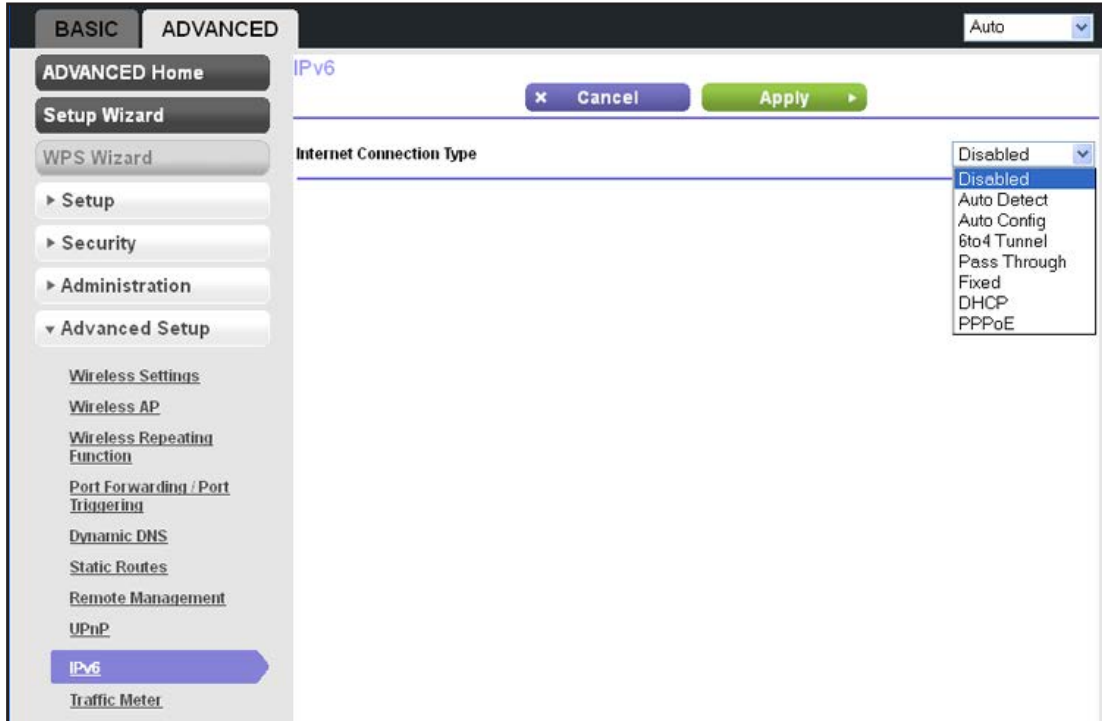 BASIC
ADVANCED
Auto
ADVANCED Home
Setup Wizard
WPS Wizard
Setup
Security
Administration
Advanced Setup
Wireless Settings
Wireless AP
Wireless Repeating
Function
Port Forwarding / Port
Triggering
Dynamic DNS
Static Routes
Remote Management
UPnP
IPv6
Traffic Meter
IPv6
Cancel
Apply
Internet Connection Type
Disabled
Disabled
Auto Detect
Auto Config
6to4 Tunnel
Pass Through
Fixed
DHCP
PPPoE